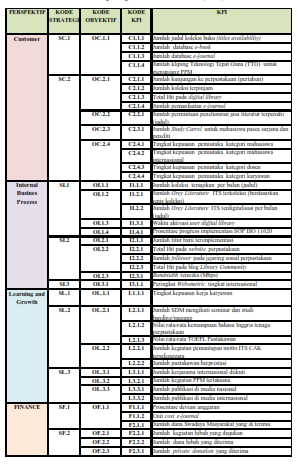 PERSPEKTIF KODE STRATEGI KODE OBYEKTIF KODE KPI KPI
Customer SC.1 OC.1.1 C1.1.1 Jumlah judul koleksi buku (titles availability)
C1.1.2 Jumlah database e-book
C1.1.3 Jumlah database e-journal
C1.1.4 Jumlah kliping Teknologi Tepat Guna (TTG) untuk
menunjang PPM
SC.2 OC.2.1 C2.1.1 Jumlah kunjungan ke perpustakaan (pertahun)
C2.1.2 Jumlah koleksi terpinjam
C2.1.3 Total Hit pada digital library
C2.1.4 Jumlah pemanfaatan e-journal
OC.2.2 C2.2.1 Jumlah permintaan penelusuran jasa literatur terpenuhi
(judul)
OC.2.3 C2.3.1 Jumlah Study Carrel untuk mahasiswa pasca sarjana dan
peneliti
OC.2.4 C2.4.1 Tingkat kepuasan pemustaka kategori mahasiswa
C2.4.2 Tingkat kepuasan pemustaka kategori mahasiswa
internasional
C2.4.3 Tingkat kepuasan pemustaka kategori dosen
C2.4.4 Tingkat kepuasan pemustaka kategori karyawan
Internal Business Process SI.1 OI.1.1 I1.1.1 Jumlah koleksi tersiapkan per bulan (judul)
OI.1.2 I1.2.1 Jumlah Grey Literature ITS terkoleksi (berdasarkan
jenis koleksi)
I1.2.2 Jumlah Grey Literature ITS terdigitalisasi per bulan
(judul)
OI.1.3 I1.3.1 Waktu aktivasi user digital library
OI.1.4 I1.4.1 Prosentase progress implementasi SOP ISO 11620
SI.2 OI.2.1 I2.1.1 Jumlah fitur baru terimplementasi
OI.2.2 I2.2.1 Total Hit pada website perpustakaan
I2.2.2 Jumlah follower pada jejaring sosial perpustakaan
I2.2.3 Total Hit pada blog Library Community
OI.2.3 I2.3.1 Bandwidth tersedia (Mbps)
SI.3 OI.3.1 I3.1.1 Peringkat Webometric tingkat internasional
Learning and Growth SL.1 OL.1.1 L1.1.1 Tingkat kepuasan kerja karyawan
SL.2 OL.2.1 L2.1.1 Jumlah SDM mengikuti seminar dan studi
L2.1.2 Nilai rata-rata kemampuan bahasa Inggris tenaga
perpustakaan
L2.1.3 Nilai rata-rata TOEFL Pustakawan
OL.2.2 L2.2.1 Jumlah kegiatan pemantapan motto ITS CAK
L2.2.2 Jumlah pustakawan berprestasi
SL.3 OL.3.1 L3.1.1 Jumlah kerjasama internasional diikuti
OL.3.2 L3.2.1 Jumlah kegiatan PPM terlaksana
OL.3.3 L3.3.1 Jumlah publikasi di media nasional
L3.3.2 Jumlah publikasi di media internasional
FINANCE SF.1 OF.1.1 F1.1.1 Prosentase deviasi anggaran
F1.1.2 Unit cost e-journal
F2.1.1 Jumlah dana Swadaya Masyarakat yang di terima
SF.2 OF.2.1 F2.2.1 Jumlah kegiatan hibah yang diajukan
OF.2.2 F2.2.2 Jumlah dana hibah yang diterima
OF.2.3 F2.3.1 Jumlah private donation yang diterima